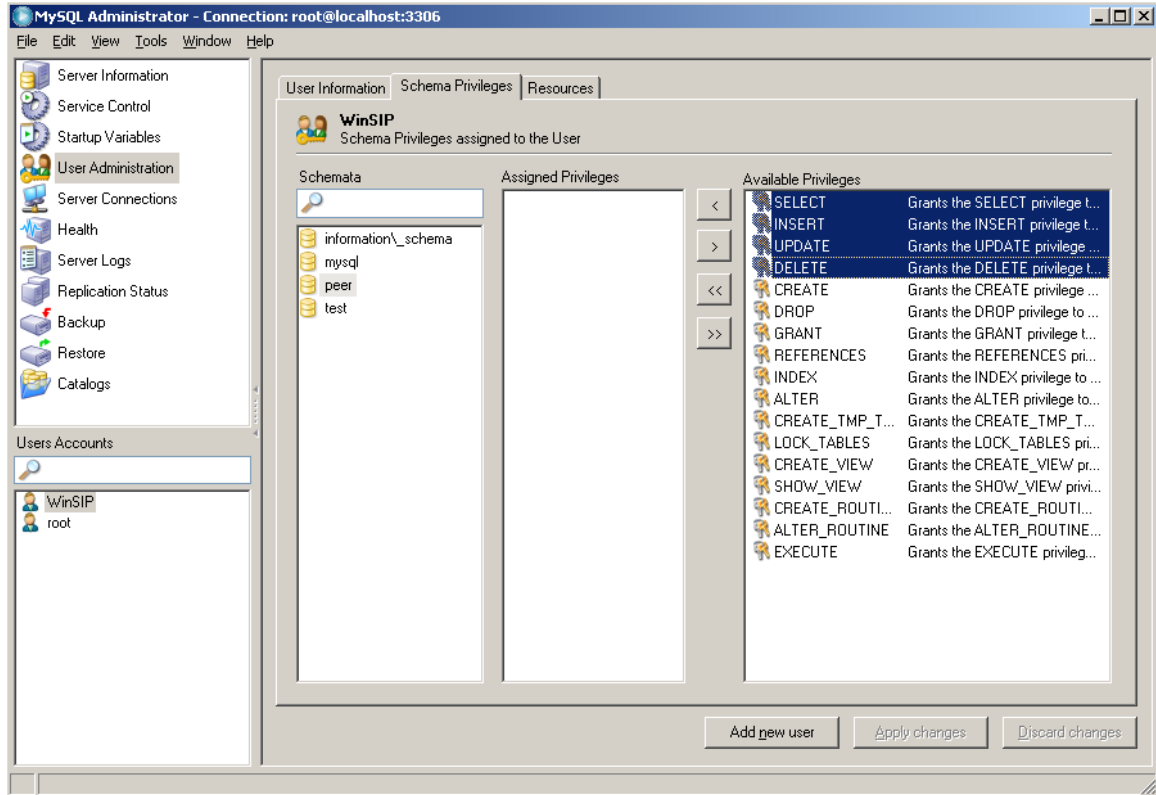 MySQL Administrator - Connection: root@localhost:3306
File Edit View Tools Window Help
Server Information
Service Control
Startup Variables
User Administration
Server Connections
Health
Server Logs
Replication Status
Backup
Restore
Catalogs
Users Accounts
WinSIP
root
User Information Schema Privileges Resources
WinSIP
Schema Privileges assigned to the User
Schemata
information\_schema
mysql
peer
test
Assigned Privileges
<
>
<<
>>
Available Privileges
SELECT Grants the SELECT privilege t...
INSERT Grants the INSERT privilege t...
UPDATE Grants the UPDATE privilege ...
DELETE Grants the DELETE privilege t...
CREATE Grants the CREATE privilege ...
DROP Grants the DROP privilege to ...
GRANT Grants the GRANT privilege t...
REFERENCES Grants the REFERENCES pri...
INDEX Grants the INDEX privilege to ...
ALTER Grants the ALTER privilege to...
CREATE_TMP_T... Grants the CREATE_TMP_T...
LOCK_TABLES Grants the LOCK_TABLES pri...
CREATE_VIEW Grants the CREATE_VIEW pr...
SHOW_VIEW Grants the SHOW_VIEW privi...
CREATE_ROUTI... Grants the CREATE_ROUTI...
ALTER_ROUTINE Grants the ALTER_ROUTINE...
EXECUTE Grants the EXECUTE privileg...
Add new user Apply changes Discard changes